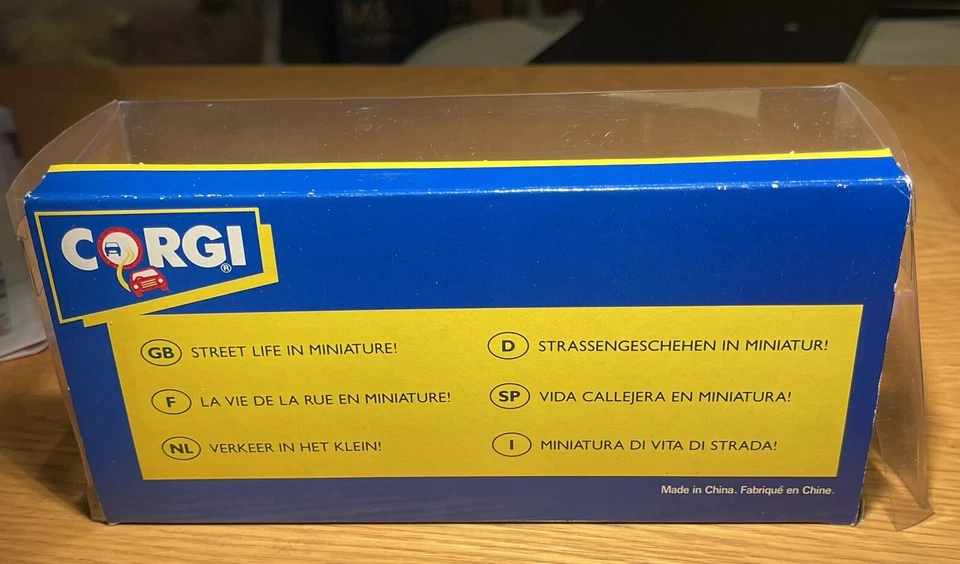 CORGI®
GB STREET LIFE IN MINIATURE!
F LA VIE DE LA RUE EN MINIATURE!
NL VERKEER IN HET KLEIN!
D STRASSENGESCHEHEN IN MINIATUR!
SP VIDA CALLEJERA EN MINIATURA!
I MINIATURA DI VITA DI STRADA!
Made in China. Fabriqué en Chine.